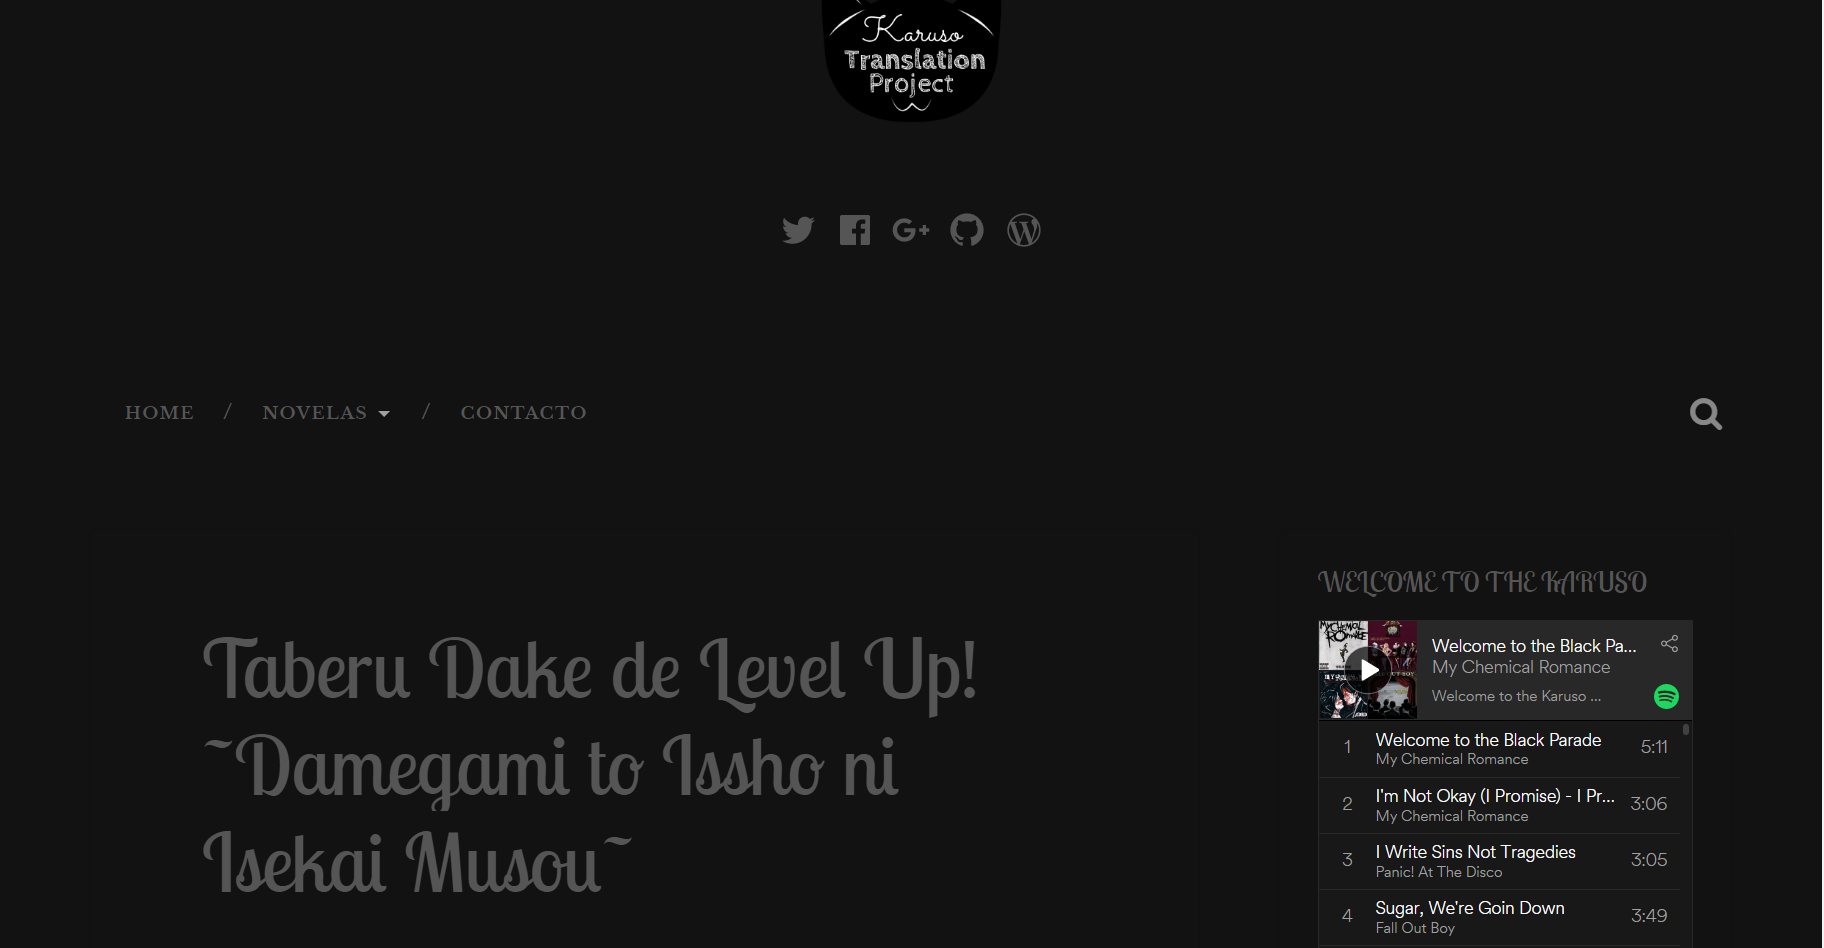 Karuso
Translation
Project
HOME / NOVELAS / CONTACTO
Taberu Dake de Level Up!
~Damegami to Issho ni
Isekai Musou~
WELCOME TO THE KARUSO
Welcome to the Black Pa...
My Chemical Romance
Welcome to the Karuso ...
1 Welcome to the Black Parade 5:11
My Chemical Romance
2 I'm Not Okay (I Promise) - I Pr... 3:06
My Chemical Romance
3 I Write Sins Not Tragedies 3:05
Panic! At The Disco
4 Sugar, We're Goin Down 3:49
Fall Out Boy